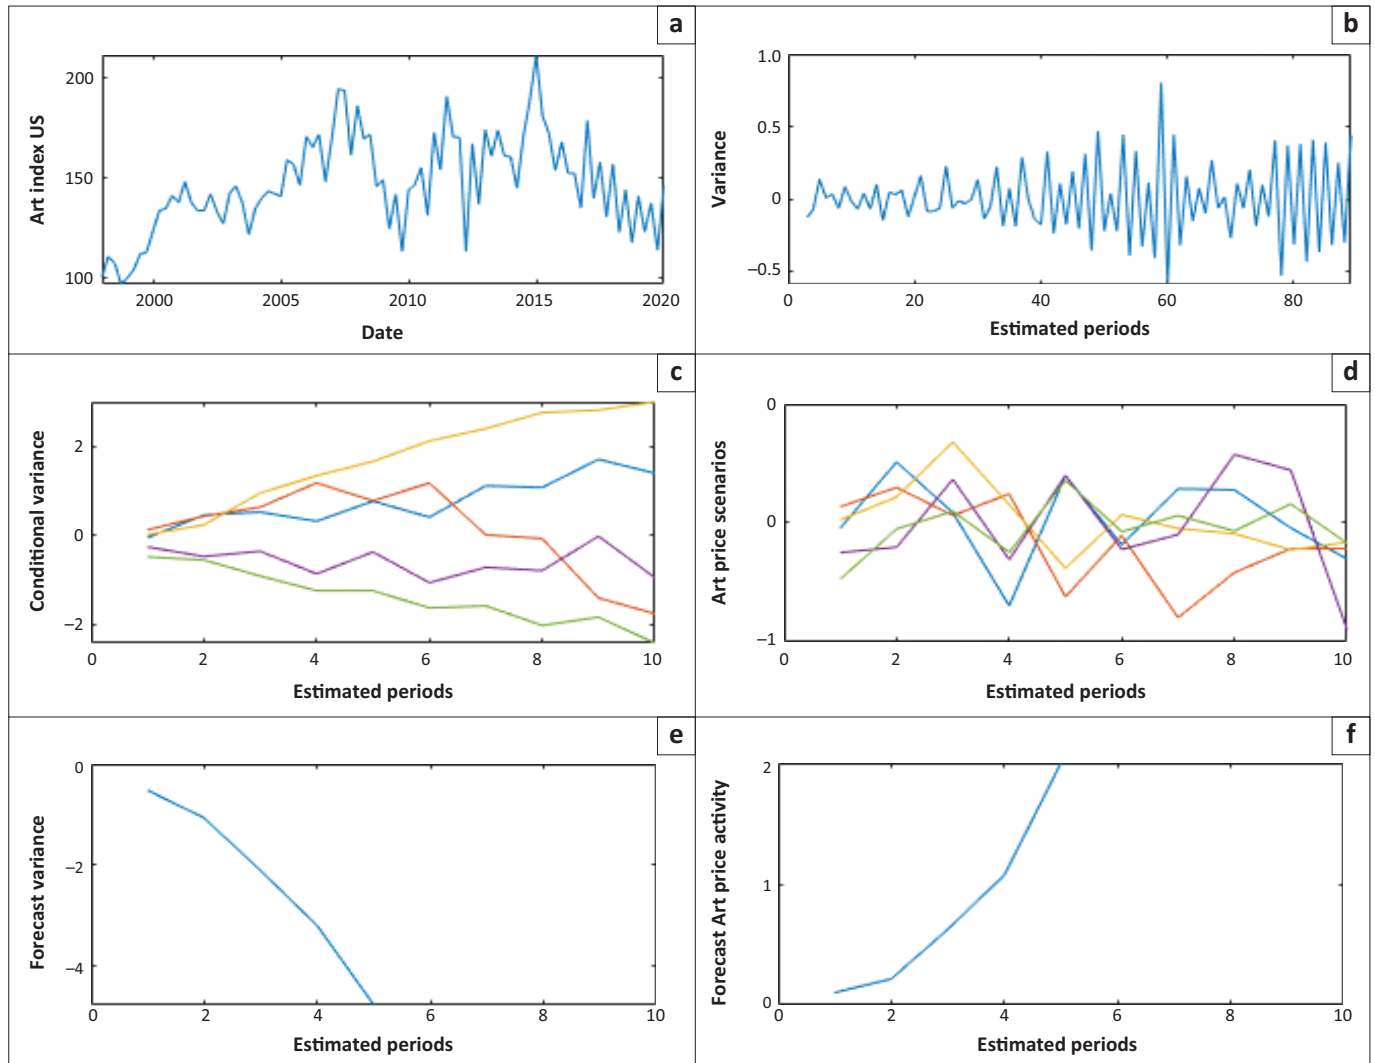 a
200
150
100
Art index US
2000 2005 2010 2015 2020
Date
b
1.0
0.5
0
–0.5
Variance
0 20 40 60 80
Estimated periods
c
2
0
–2
Conditional variance
0 2 4 6 8 10
Estimated periods
d
0
0
–1
Art price scenarios
0 2 4 6 8 10
Estimated periods
e
0
–2
–4
Forecast variance
0 2 4 6 8 10
Estimated periods
f
2
1
0
Forecast Art price activity
0 2 4 6 8 10
Estimated periods